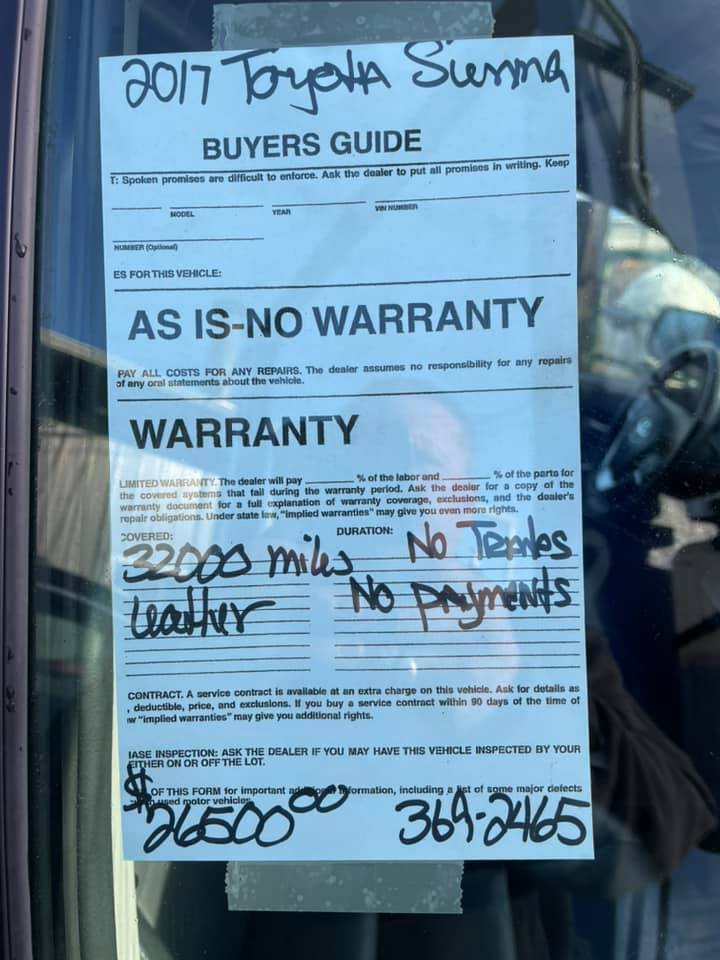 2017 Toyota Sienna
BUYERS GUIDE
T: Spoken promises are difficult to enforce. Ask the dealer to put all promises in writing. Keep
MODEL YEAR VIN NUMBER
NUMBER (Optional)
ES FOR THIS VEHICLE:
AS IS-NO WARRANTY
PAY ALL COSTS FOR ANY REPAIRS. The dealer assumes no responsibility for any repairs
of any oral statements about the vehicle.
WARRANTY
LIMITED WARRANTY. The dealer will pay ______ % of the labor and ______ % of the parts for
the covered systems that fail during the warranty period. Ask the dealer for a copy of the
warranty document for a full explanation of warranty coverage, exclusions, and the dealer's
repair obligations. Under state law, "implied warranties" may give you even more rights.
COVERED: DURATION:
32000 miles No Trades
leather No payments
CONTRACT. A service contract is available at an extra charge on this vehicle. Ask for details as
, deductible, price, and exclusions. If you buy a service contract within 90 days of the time of
w "implied warranties" may give you additional rights.
HASE INSPECTION: ASK THE DEALER IF YOU MAY HAVE THIS VEHICLE INSPECTED BY YOUR
EITHER ON OR OFF THE LOT.
OF THIS FORM for important additional information, including a list of some major defects
used motor vehicles.
$26500 00 369-2465